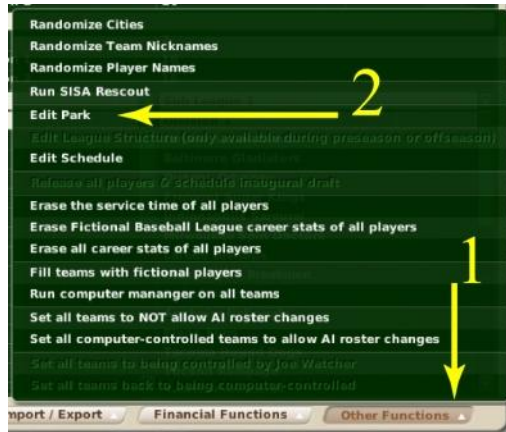 Randomize Cities
Randomize Team Nicknames
Randomize Player Names
Run SISA Rescout
2
Edit Park
Edit League Structure (only available during preseason or offseason)
Edit Schedule
Release all players & schedule inaugural draft
Erase the service time of all players
Erase Fictional Baseball League career stats of all players
Erase all career stats of all players
1
Fill teams with fictional players
Run computer mananger on all teams
Set all teams to NOT allow AI roster changes
Set all computer-controlled teams to allow AI roster changes
Set all teams to being controlled by Joe Watcher
Set all teams back to being computer-controlled
mport / Export
Financial Functions
Other Functions